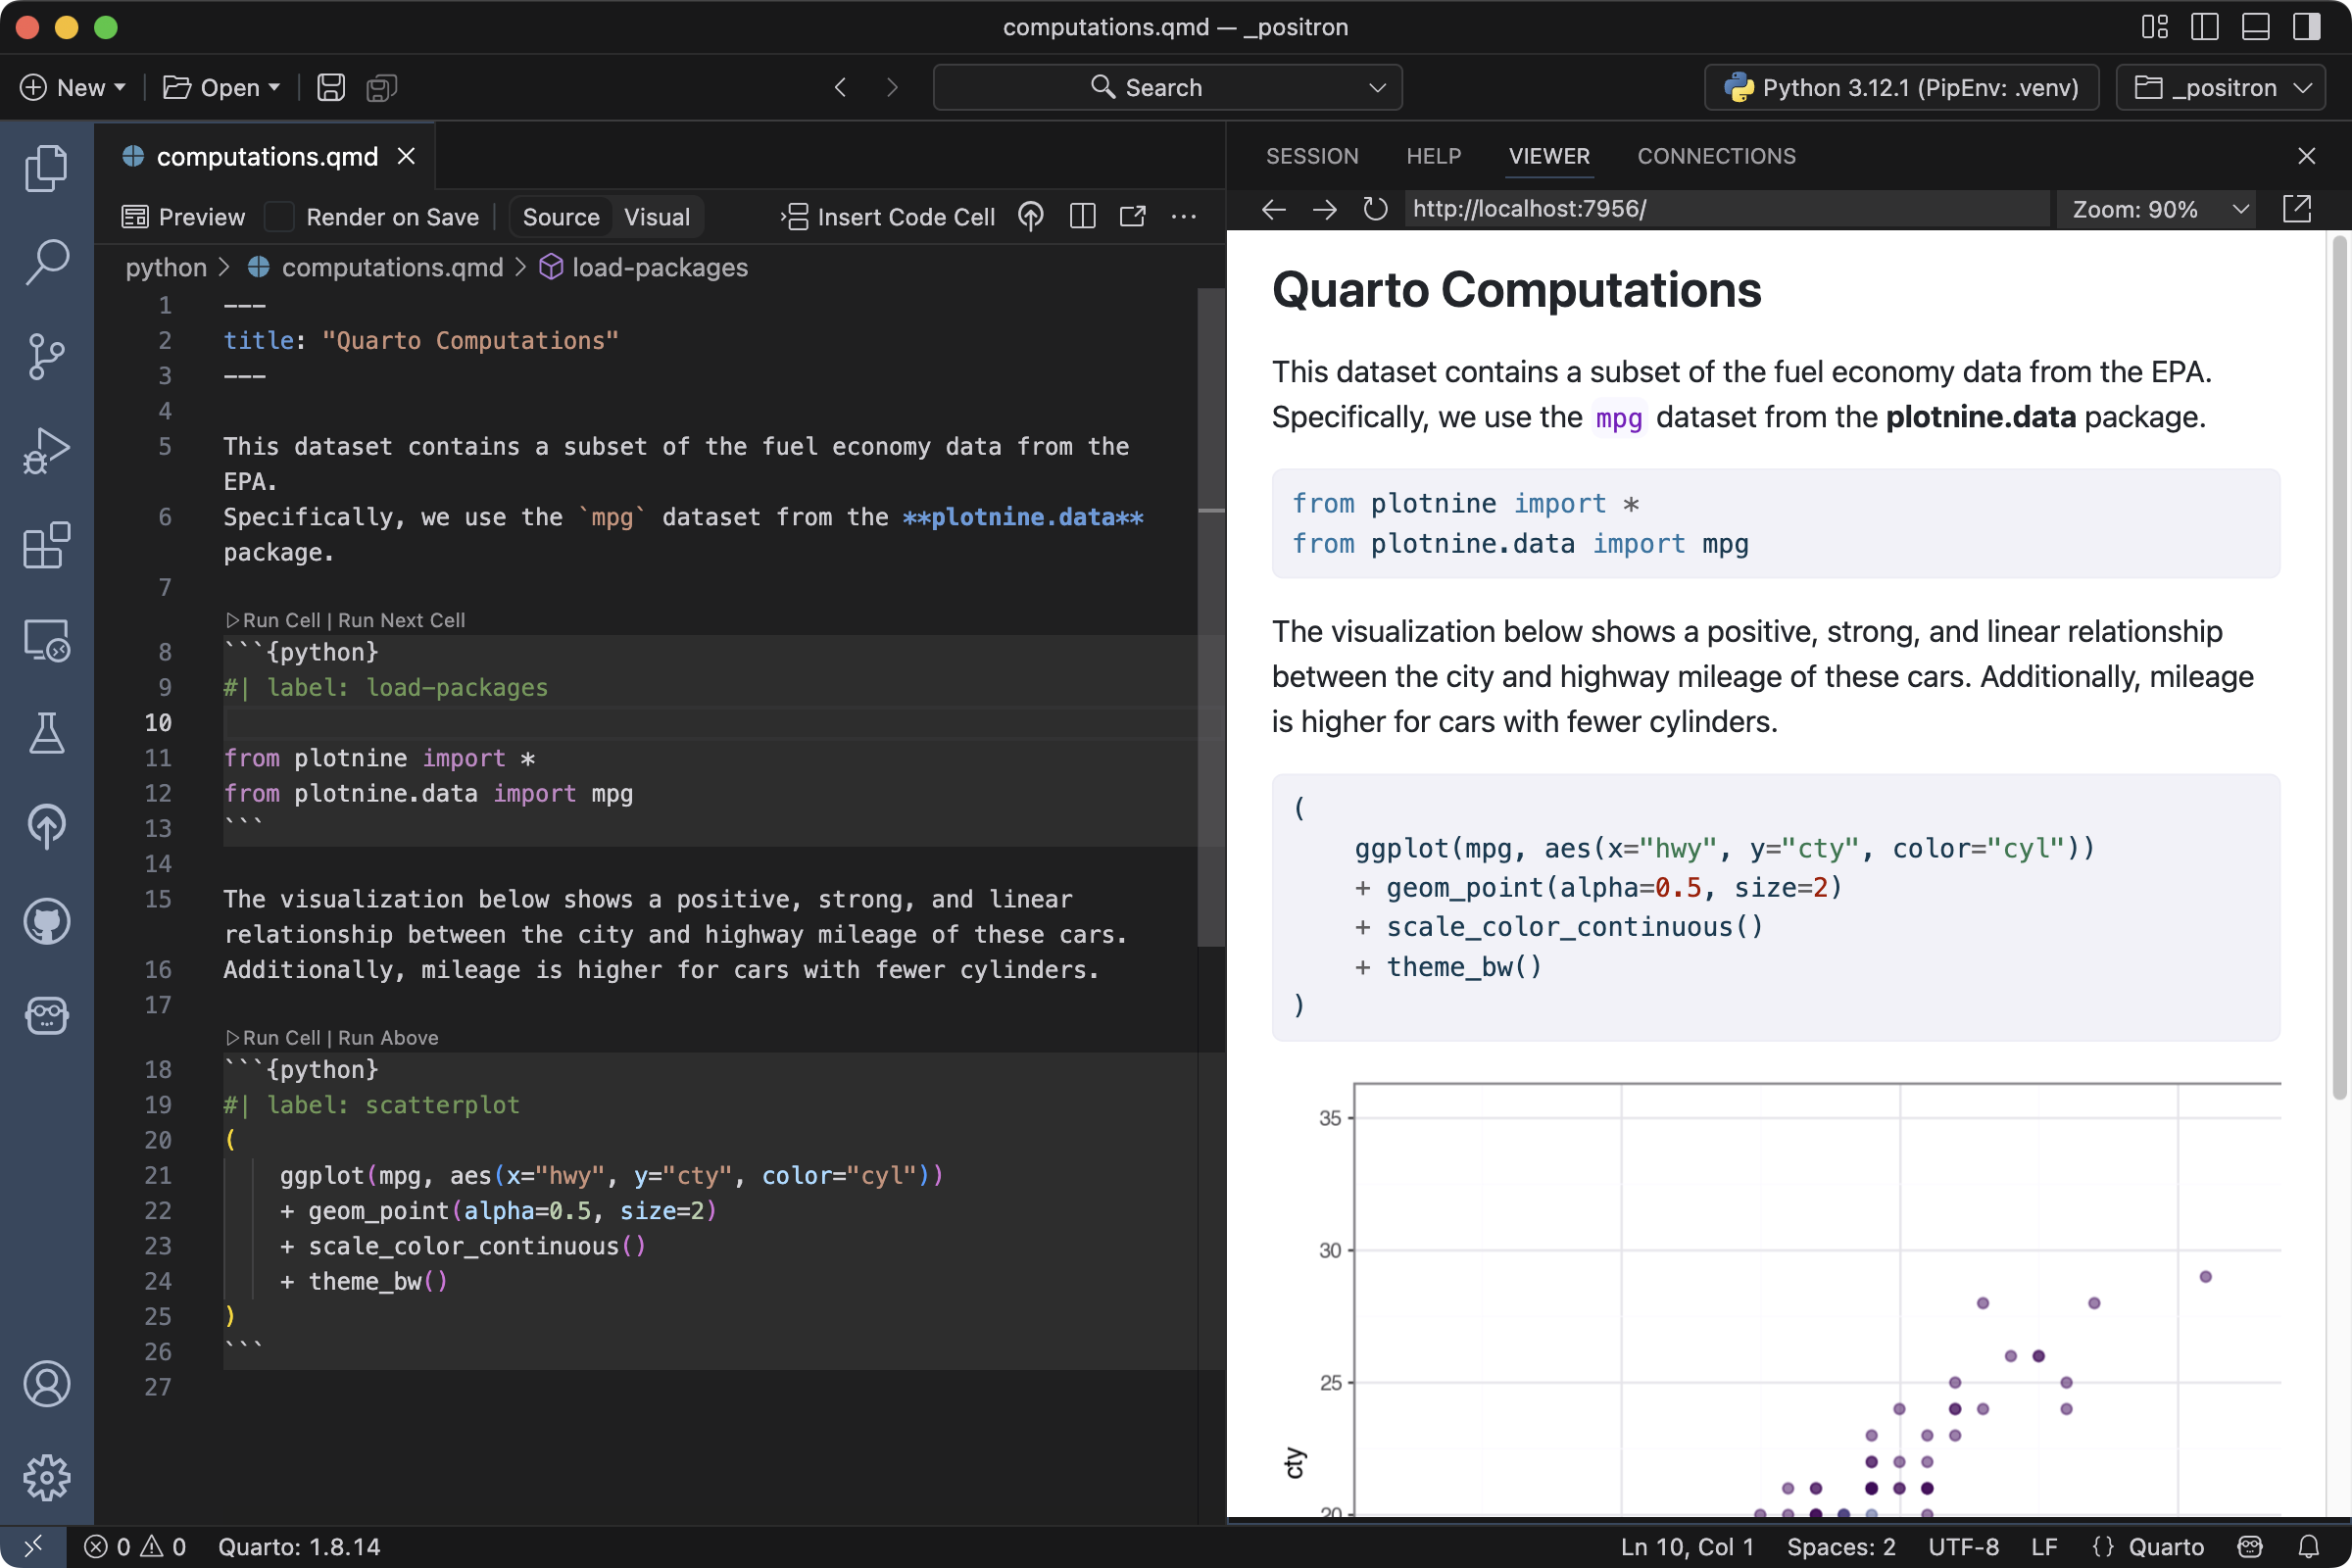 computations.qmd — _positron
New
Open
Search
Python 3.12.1 (PipEnv: .venv)
_positron
computations.qmd
Preview
Render on Save
Source
Visual
Insert Code Cell
python > computations.qmd > load-packages
1 ---
2 title: "Quarto Computations"
3 ---
4
5 This dataset contains a subset of the fuel economy data from the
EPA.
6 Specifically, we use the `mpg` dataset from the **plotnine.data**
package.
7
Run Cell | Run Next Cell
8 ```{python}
9 #| label: load-packages
10
11 from plotnine import *
12 from plotnine.data import mpg
13 ```
14
15 The visualization below shows a positive, strong, and linear
relationship between the city and highway mileage of these cars.
16 Additionally, mileage is higher for cars with fewer cylinders.
17
Run Cell | Run Above
18 ```{python}
19 #| label: scatterplot
20 (
21     ggplot(mpg, aes(x="hwy", y="cty", color="cyl"))
22     + geom_point(alpha=0.5, size=2)
23     + scale_color_continuous()
24     + theme_bw()
25 )
26 ```
27
SESSION
HELP
VIEWER
CONNECTIONS
http://localhost:7956/
Zoom: 90%
Quarto Computations
This dataset contains a subset of the fuel economy data from the EPA.
Specifically, we use the mpg dataset from the plotnine.data package.
from plotnine import *
from plotnine.data import mpg
The visualization below shows a positive, strong, and linear relationship
between the city and highway mileage of these cars. Additionally, mileage
is higher for cars with fewer cylinders.
(
    ggplot(mpg, aes(x="hwy", y="cty", color="cyl"))
    + geom_point(alpha=0.5, size=2)
    + scale_color_continuous()
    + theme_bw()
)
35
30
25
20
cty
0
0
Quarto: 1.8.14
Ln 10, Col 1
Spaces: 2
UTF-8
LF
{} Quarto